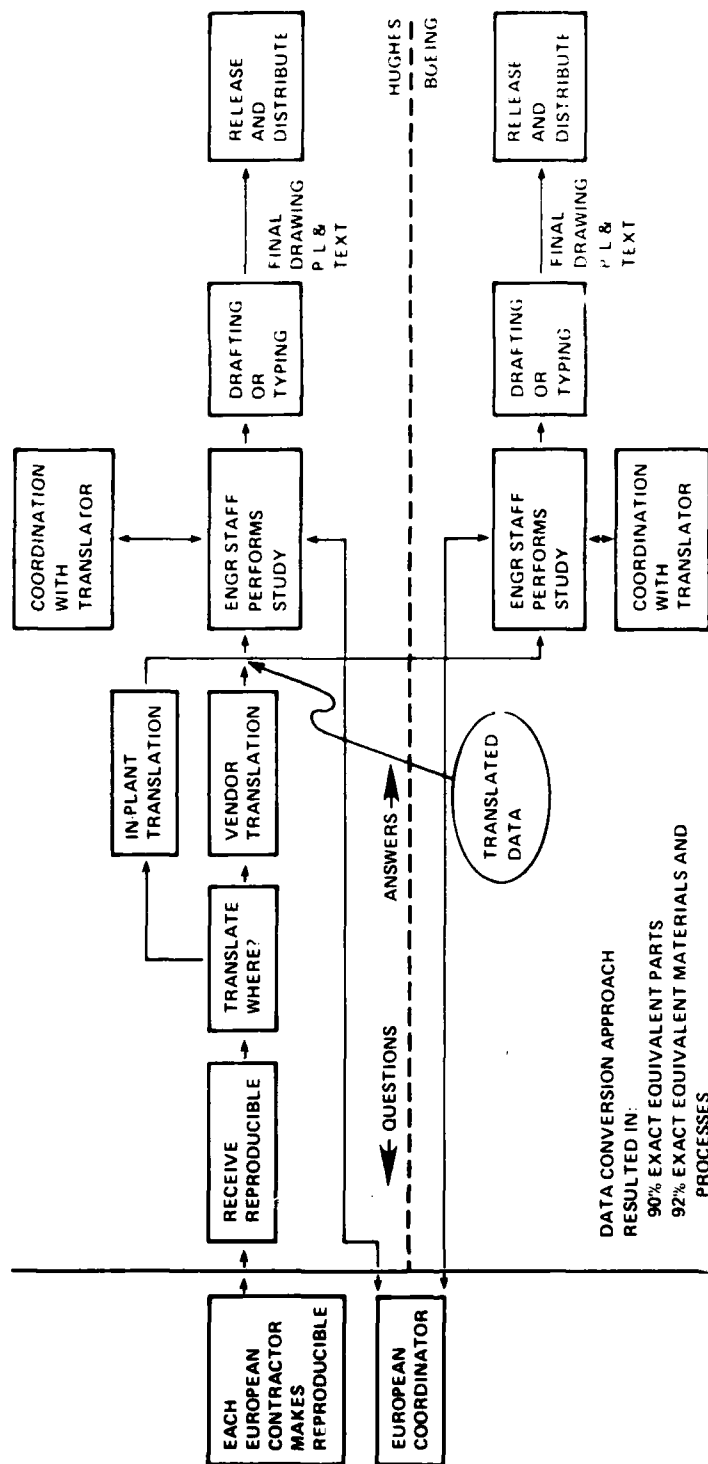 EACH
EUROPEAN
CONTRACTOR
MAKES
REPRODUCIBLE
RECEIVE
REPRODUCIBLE
TRANSLATE
WHERE?
IN-PLANT
TRANSLATION
VENDOR
TRANSLATION
COORDINATION
WITH
TRANSLATOR
ENGR STAFF
PERFORMS
STUDY
DRAFTING
OR
TYPING
FINAL
DRAWING
P L &
TEXT
RELEASE
AND
DISTRIBUTE
EUROPEAN
COORDINATOR
QUESTIONS
ANSWERS
HUGHES
BOEING
TRANSLATED
DATA
ENGR STAFF
PERFORMS
STUDY
COORDINATION
WITH
TRANSLATOR
DRAFTING
OR
TYPING
FINAL
DRAWING
P L &
TEXT
RELEASE
AND
DISTRIBUTE
DATA CONVERSION APPROACH
RESULTED IN:
90% EXACT EQUIVALENT PARTS
92% EXACT EQUIVALENT MATERIALS AND
PROCESSES